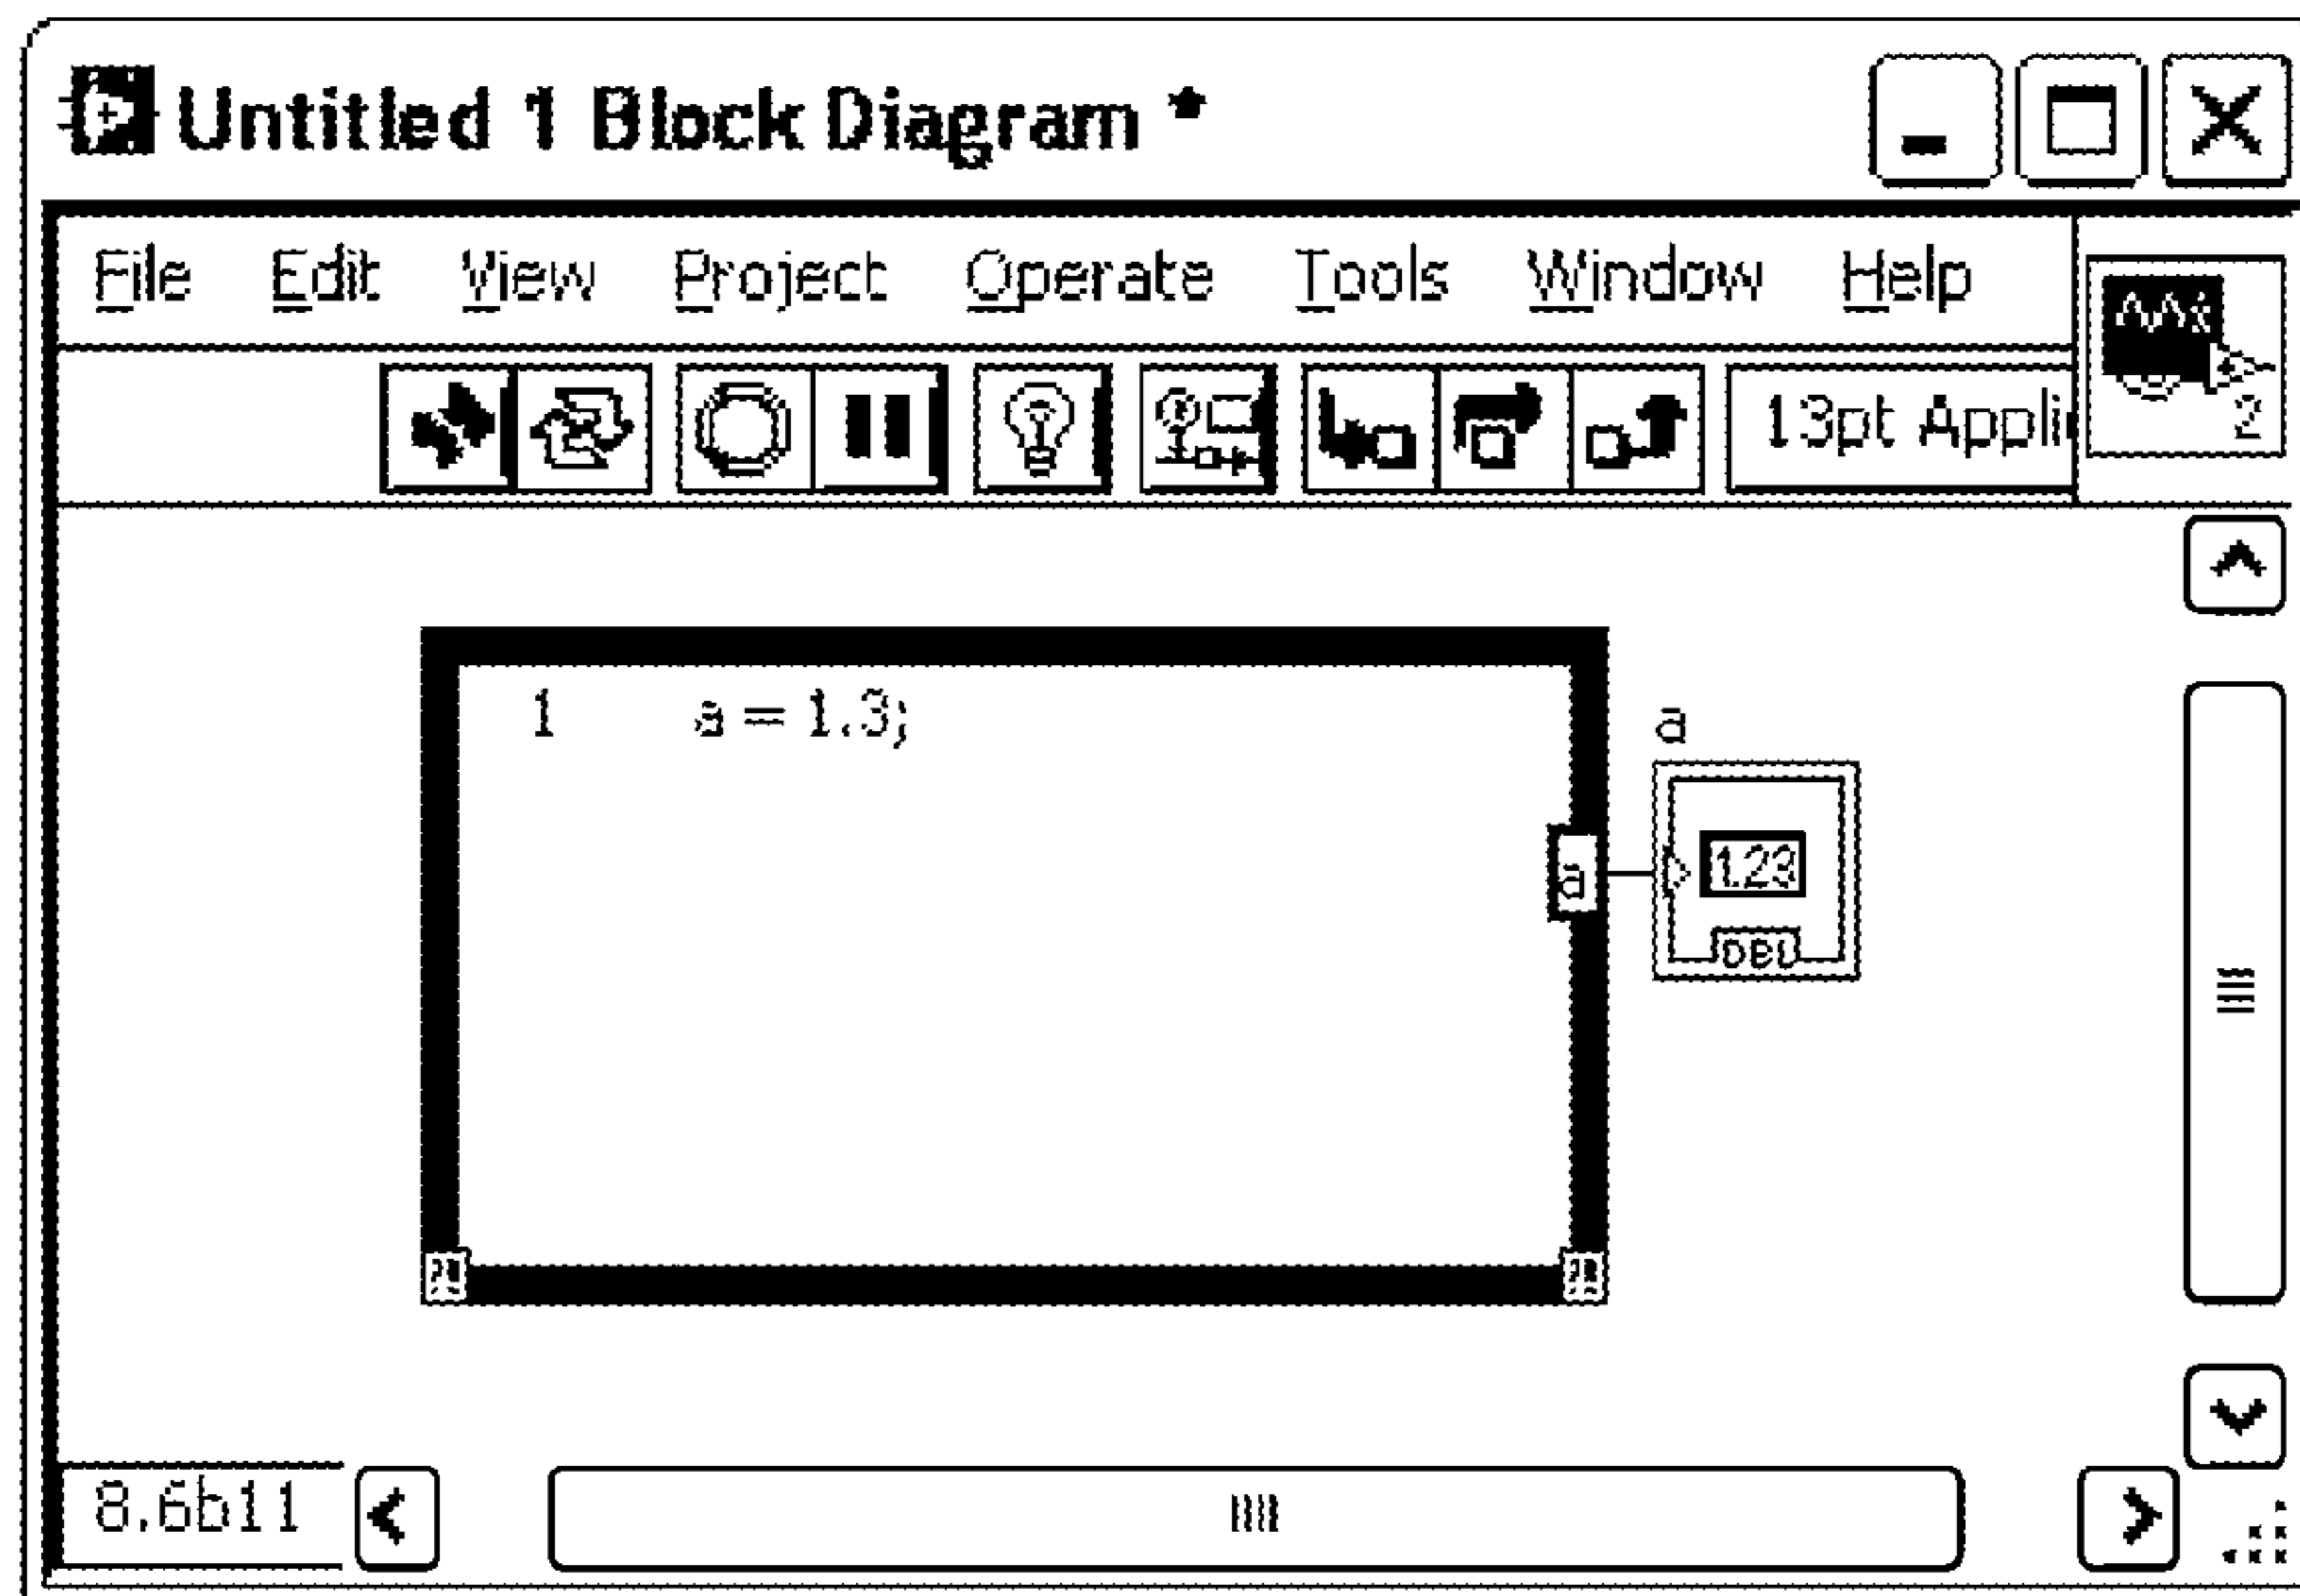 Untitled 1 Block Diagram *
File Edit View Project Operate Tools Window Help
13pt Appli
2
1 a = 1.3;
a
a
1.23
DBL
8.6b11